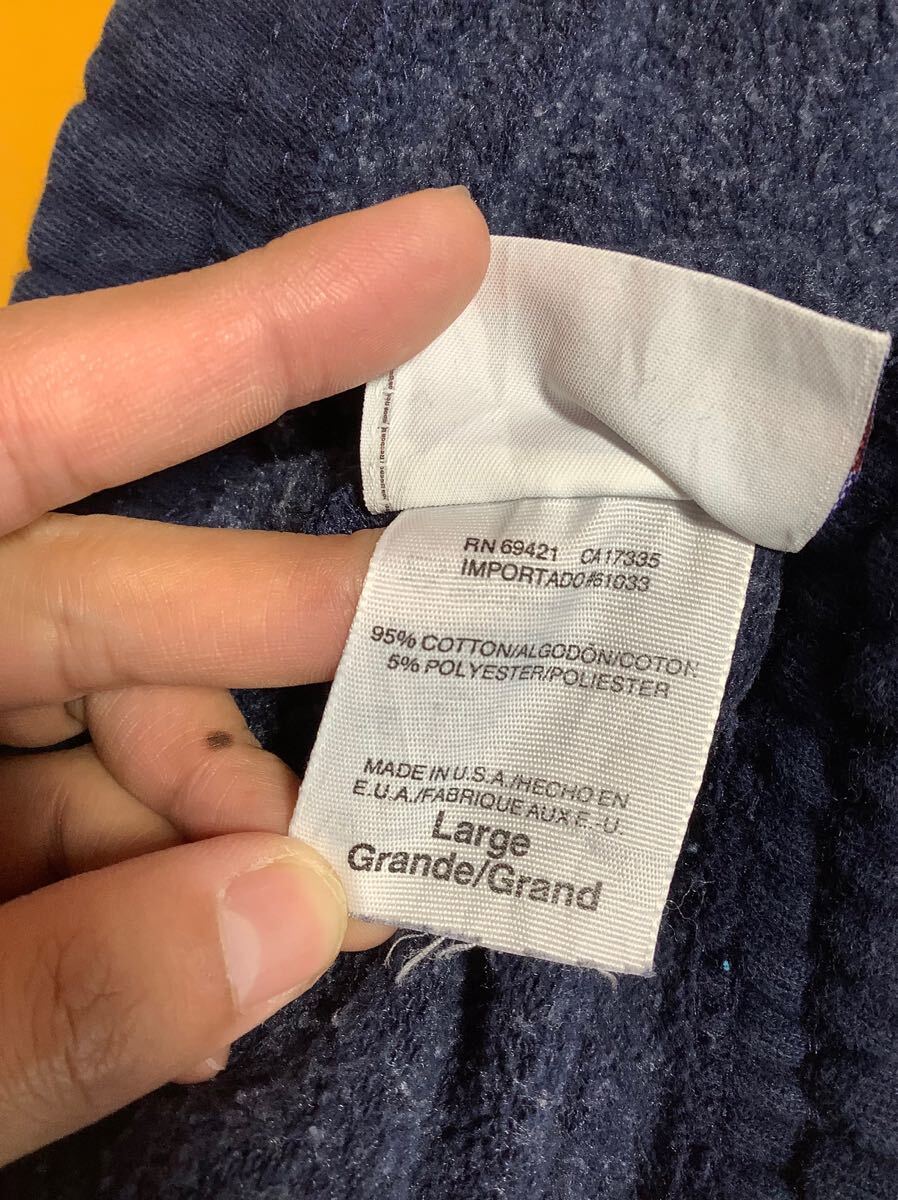 RN 69421 CA17335
IMPORTADO#61033
95% COTTON/ALGODÓN/COTON
5% POLYESTER/POLIESTER
MADE IN U.S.A./HECHO EN
E.U.A./FABRIQUE AUX E.-U.
Large
Grande/Grand